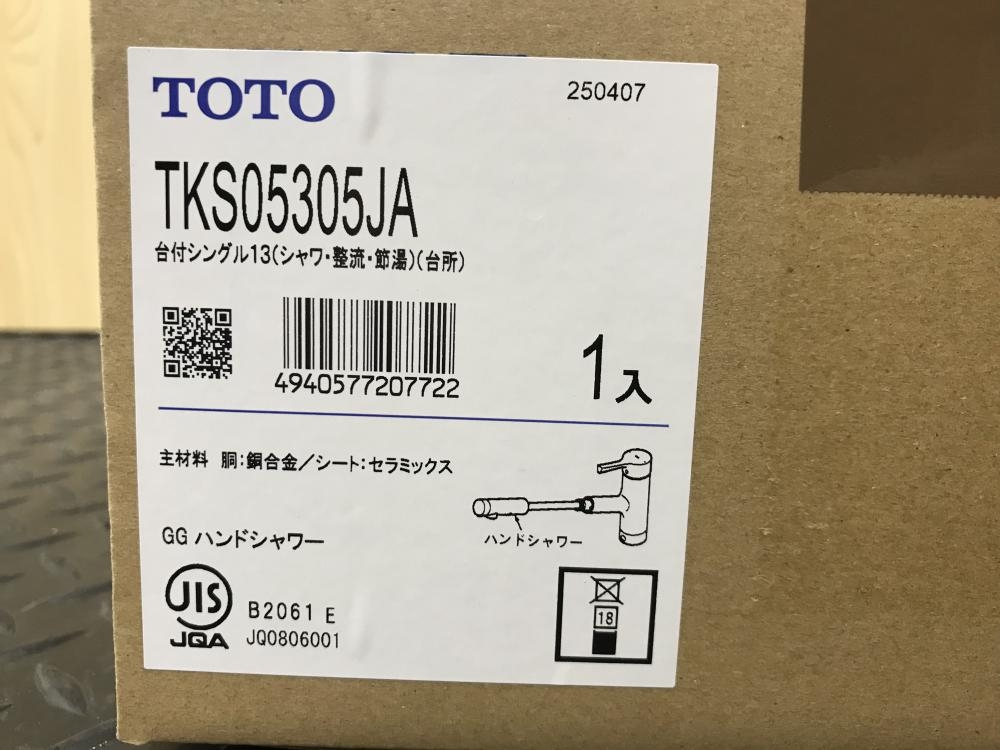 TOTO
250407
TKS05305JA
台付シングル13(シャワ・整流・節湯)(台所)
4940577207722
1入
主材料 胴:銅合金/シート:セラミックス
ハンドシャワー
GG ハンドシャワー
JIS
JQA
B2061 E
JQ0806001
18